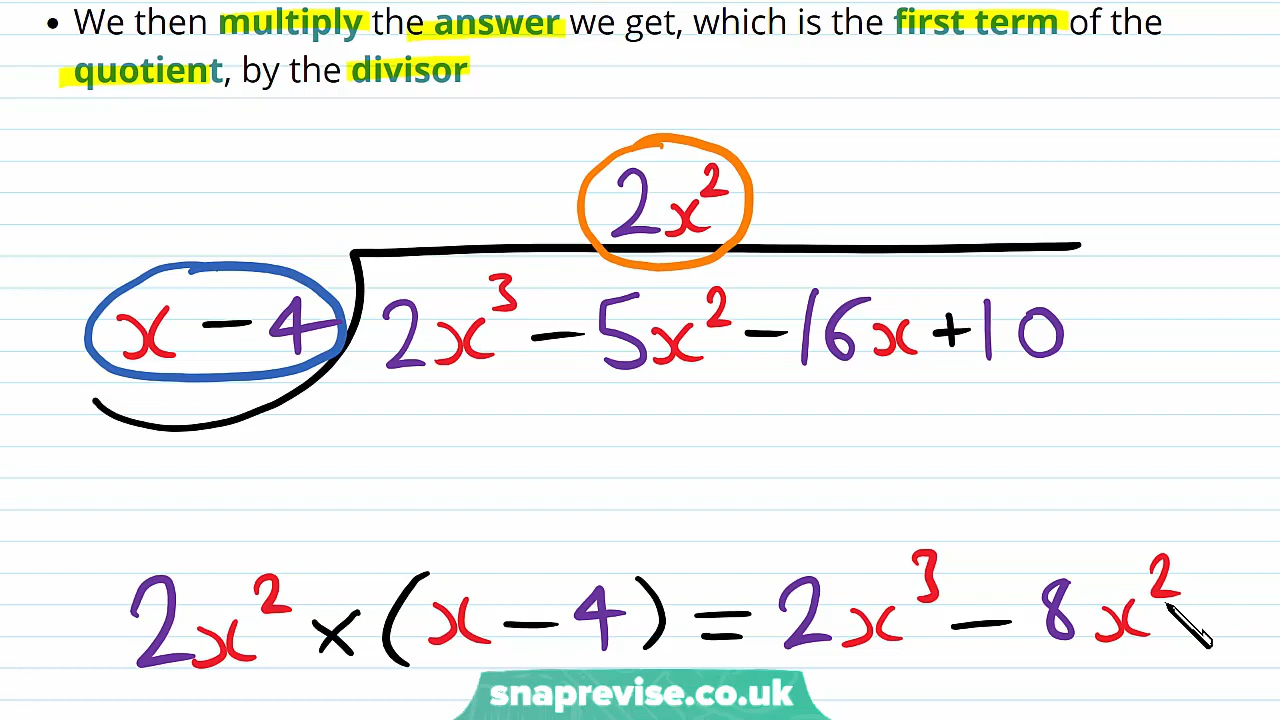 • We then multiply the answer we get, which is the first term of the
quotient, by the divisor
2x²
x − 4 2x³ − 5x² − 16x + 10
2x² × (x − 4) = 2x³ − 8x²
snaprevise.co.uk